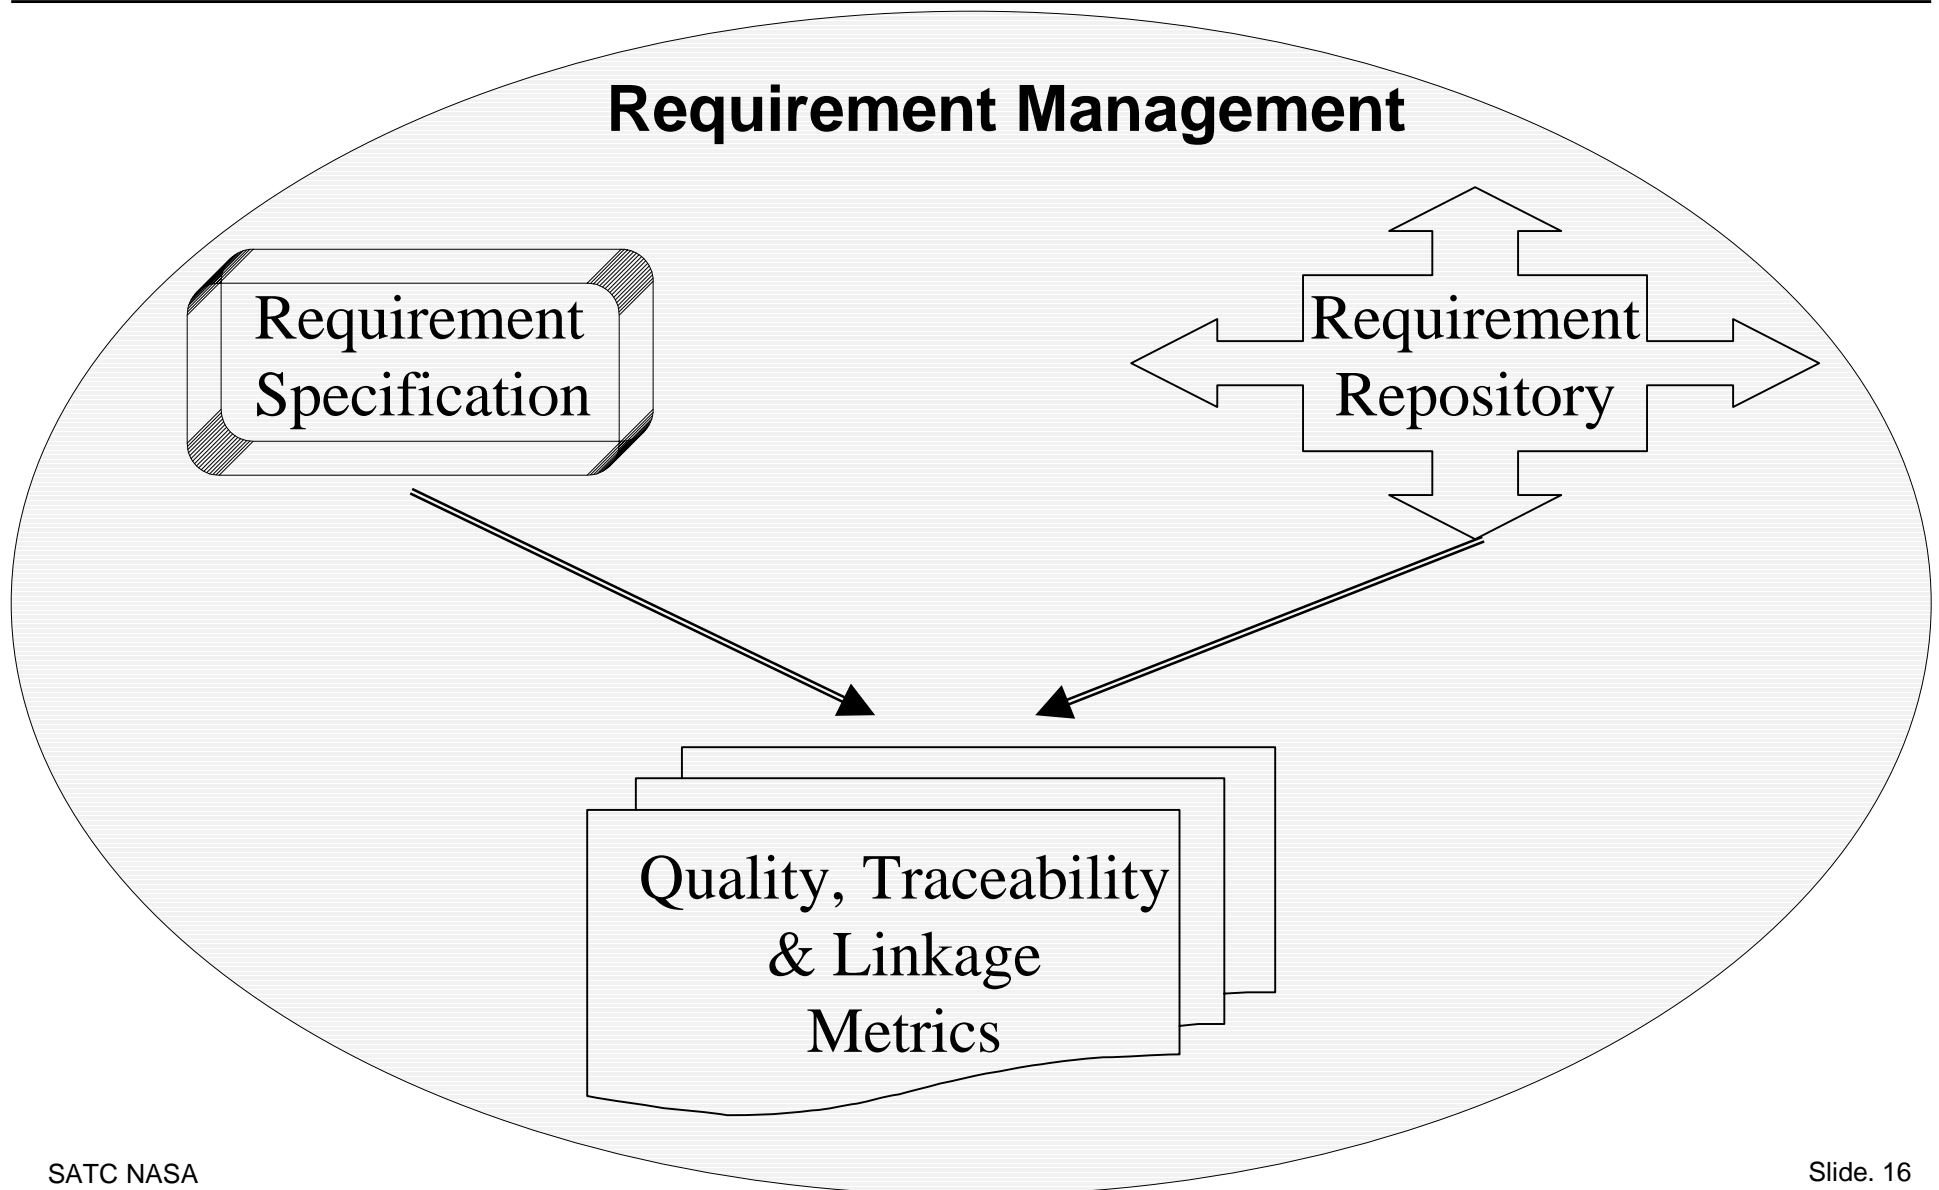 Requirement Management
Requirement
Specification
Requirement
Repository
Quality, Traceability
& Linkage
Metrics
SATC NASA
Slide. 16